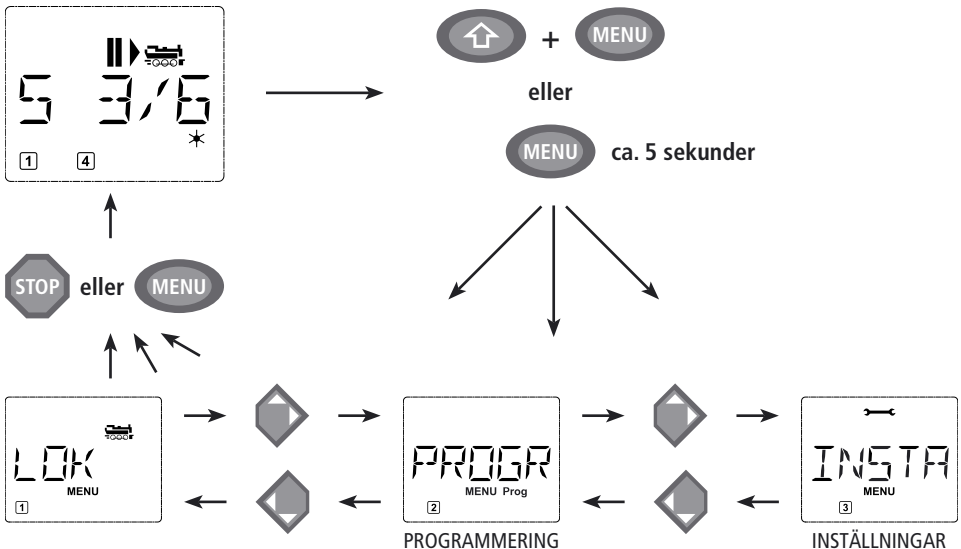 + MENU
eller
MENU ca. 5 sekunder
5 3/6
1 4
STOP eller MENU
LOK
MENU
1
PROGR
MENU Prog
2
PROGRAMMERING
INSTA
MENU
3
INSTÄLLNINGAR